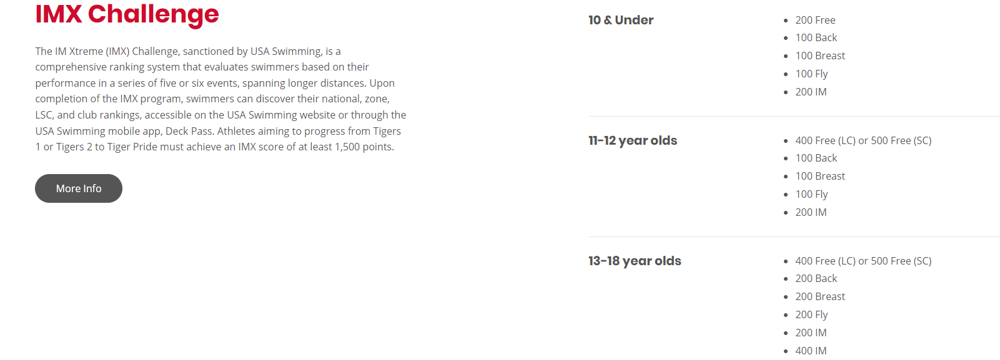 IMX Challenge
The IM Xtreme (IMX) Challenge, sanctioned by USA Swimming, is a
comprehensive ranking system that evaluates swimmers based on their
performance in a series of five or six events, spanning longer distances. Upon
completion of the IMX program, swimmers can discover their national, zone,
LSC, and club rankings, accessible on the USA Swimming website or through the
USA Swimming mobile app, Deck Pass. Athletes aiming to progress from Tigers
1 or Tigers 2 to Tiger Pride must achieve an IMX score of at least 1,500 points.
More Info
10 & Under
• 200 Free
• 100 Back
• 100 Breast
• 100 Fly
• 200 IM
11-12 year olds
• 400 Free (LC) or 500 Free (SC)
• 100 Back
• 100 Breast
• 100 Fly
• 200 IM
13-18 year olds
• 400 Free (LC) or 500 Free (SC)
• 200 Back
• 200 Breast
• 200 Fly
• 200 IM
• 400 IM